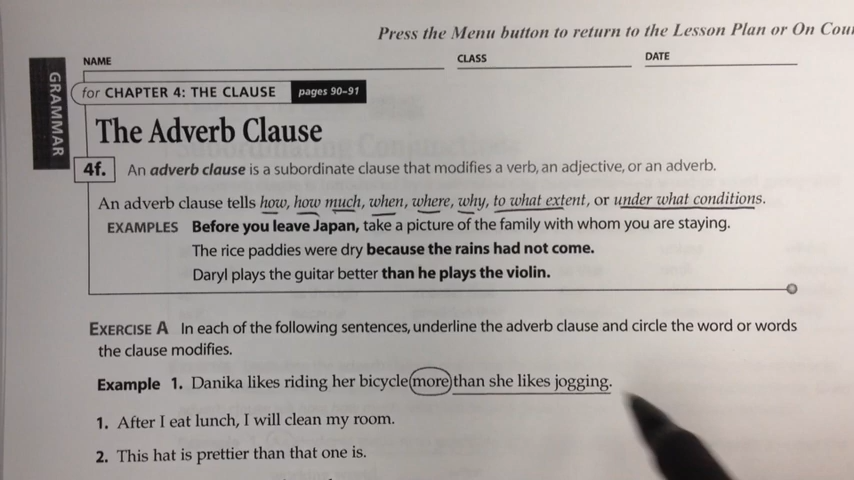 Press the Menu button to return to the Lesson Plan or On
NAME CLASS DATE
GRAMMAR
for CHAPTER 4: THE CLAUSE pages 90–91
The Adverb Clause
4f. An adverb clause is a subordinate clause that modifies a verb, an adjective, or an adverb.
An adverb clause tells how, how much, when, where, why, to what extent, or under what conditions.
EXAMPLES Before you leave Japan, take a picture of the family with whom you are staying.
The rice paddies were dry because the rains had not come.
Daryl plays the guitar better than he plays the violin.
EXERCISE A In each of the following sentences, underline the adverb clause and circle the word or words
the clause modifies.
Example 1. Danika likes riding her bicycle more than she likes jogging.
1. After I eat lunch, I will clean my room.
2. This hat is prettier than that one is.